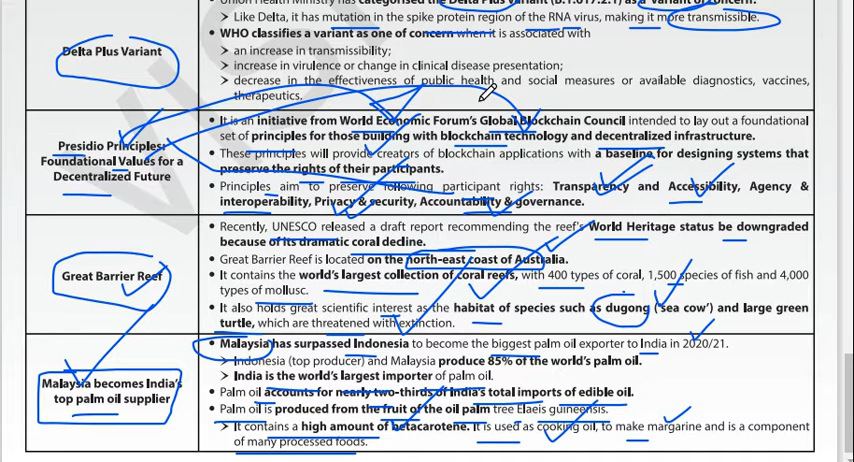 Union Health Ministry has categorised the Delta Plus variant (B.1.617.2.1) as a 'variant of concern.'
Like Delta, it has mutation in the spike protein region of the RNA virus, making it more transmissible.
Delta Plus Variant
WHO classifies a variant as one of concern when it is associated with
an increase in transmissibility;
increase in virulence or change in clinical disease presentation;
decrease in the effectiveness of public health and social measures or available diagnostics, vaccines,
therapeutics.
Presidio Principles:
Foundational Values for a
Decentralized Future
It is an initiative from World Economic Forum's Global Blockchain Council intended to lay out a foundational
set of principles for those building with blockchain technology and decentralized infrastructure.
These principles will provide creators of blockchain applications with a baseline for designing systems that
preserve the rights of their participants.
Principles aim to preserve following participant rights: Transparency and Accessibility, Agency &
interoperability, Privacy & security, Accountability & governance.
Great Barrier Reef
Recently, UNESCO released a draft report recommending the reef's World Heritage status be downgraded
because of its dramatic coral decline.
Great Barrier Reef is located on the north-east coast of Australia.
It contains the world's largest collection of coral reefs, with 400 types of coral, 1,500 species of fish and 4,000
types of mollusc.
It also holds great scientific interest as the habitat of species such as dugong ('sea cow') and large green
turtle, which are threatened with extinction.
Malaysia becomes India's
top palm oil supplier
Malaysia has surpassed Indonesia to become the biggest palm oil exporter to India in 2020/21.
Indonesia (top producer) and Malaysia produce 85% of the world's palm oil.
India is the world's largest importer of palm oil.
Palm oil accounts for nearly two-thirds of India's total imports of edible oil.
Palm oil is produced from the fruit of the oil palm tree Elaeis guineensis.
It contains a high amount of betacarotene. It is used as cooking oil, to make margarine and is a component
of many processed foods.